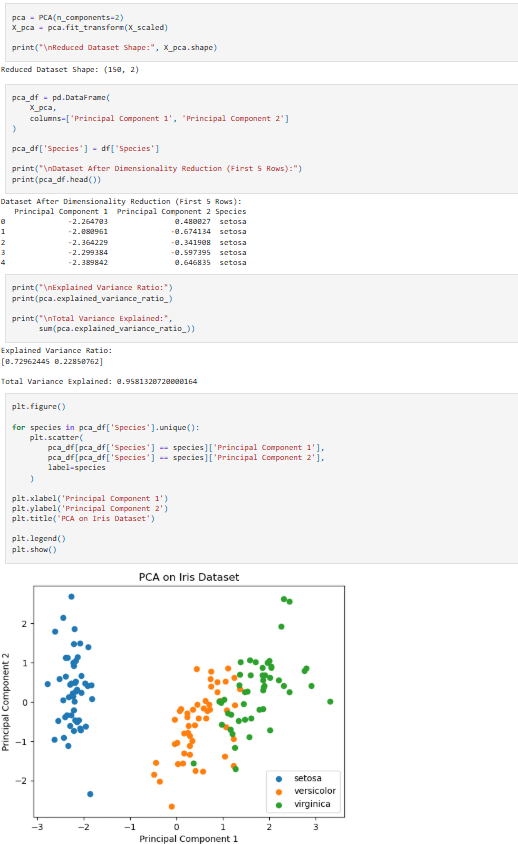 pca = PCA(n_components=2)
X_pca = pca.fit_transform(X_scaled)
print("\nReduced Dataset Shape:", X_pca.shape)
Reduced Dataset Shape: (150, 2)
pca_df = pd.DataFrame(
    X_pca,
    columns=['Principal Component 1', 'Principal Component 2']
)
pca_df['Species'] = df['Species']
print("\nDataset After Dimensionality Reduction (First 5 Rows):")
print(pca_df.head())
Dataset After Dimensionality Reduction (First 5 Rows):
   Principal Component 1  Principal Component 2 Species
0              -2.264703               0.480027  setosa
1              -2.080961              -0.674134  setosa
2              -2.364229              -0.341908  setosa
3              -2.299384              -0.597395  setosa
4              -2.389842               0.646835  setosa
print("\nExplained Variance Ratio:")
print(pca.explained_variance_ratio_)
print("\nTotal Variance Explained:",
      sum(pca.explained_variance_ratio_))
Explained Variance Ratio:
[0.72962445 0.22850762]
Total Variance Explained: 0.9581320720000164
plt.figure()
for species in pca_df['Species'].unique():
    plt.scatter(
        pca_df[pca_df['Species'] == species]['Principal Component 1'],
        pca_df[pca_df['Species'] == species]['Principal Component 2'],
        label=species
    )
plt.xlabel('Principal Component 1')
plt.ylabel('Principal Component 2')
plt.title('PCA on Iris Dataset')
plt.legend()
plt.show()
PCA on Iris Dataset
Principal Component 2
2
1
0
−1
−2
setosa
versicolor
virginica
−3 −2 −1 0 1 2 3
Principal Component 1